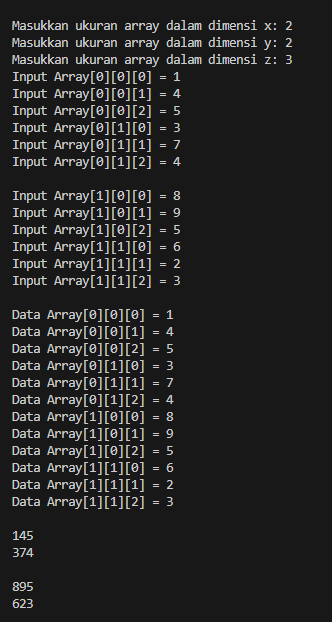 Masukkan ukuran array dalam dimensi x: 2
Masukkan ukuran array dalam dimensi y: 2
Masukkan ukuran array dalam dimensi z: 3
Input Array[0][0][0] = 1
Input Array[0][0][1] = 4
Input Array[0][0][2] = 5
Input Array[0][1][0] = 3
Input Array[0][1][1] = 7
Input Array[0][1][2] = 4

Input Array[1][0][0] = 8
Input Array[1][0][1] = 9
Input Array[1][0][2] = 5
Input Array[1][1][0] = 6
Input Array[1][1][1] = 2
Input Array[1][1][2] = 3

Data Array[0][0][0] = 1
Data Array[0][0][1] = 4
Data Array[0][0][2] = 5
Data Array[0][1][0] = 3
Data Array[0][1][1] = 7
Data Array[0][1][2] = 4
Data Array[1][0][0] = 8
Data Array[1][0][1] = 9
Data Array[1][0][2] = 5
Data Array[1][1][0] = 6
Data Array[1][1][1] = 2
Data Array[1][1][2] = 3

145
374

895
623